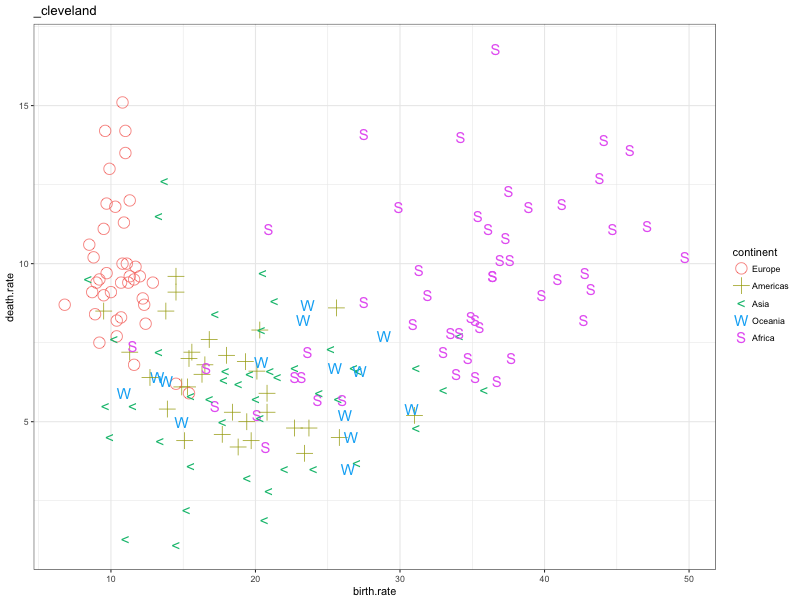 _cleveland
death.rate
15
10
5
10 20 30 40 50
birth.rate
continent
Europe
Americas
Asia
Oceania
Africa